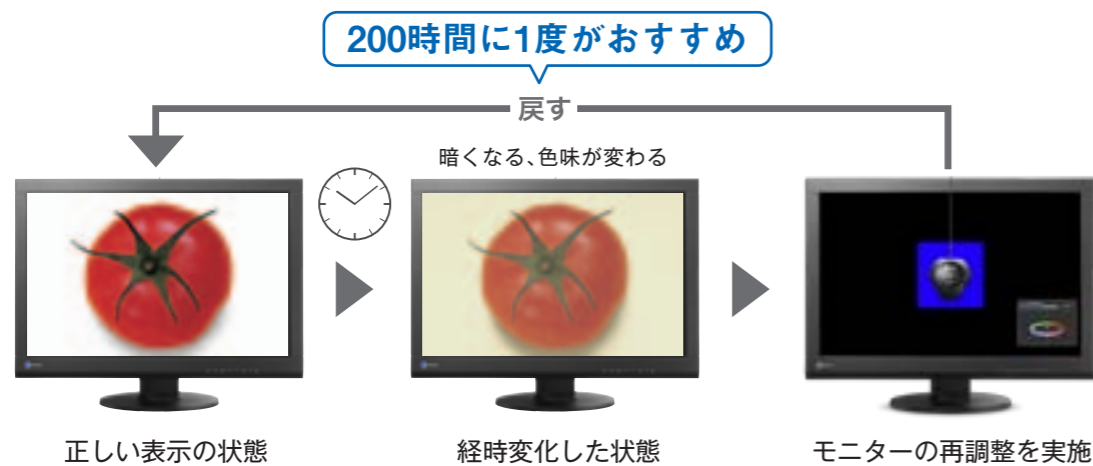 200時間に1度がおすすめ
戻す
暗くなる、色味が変わる
正しい表示の状態
経時変化した状態
モニターの再調整を実施